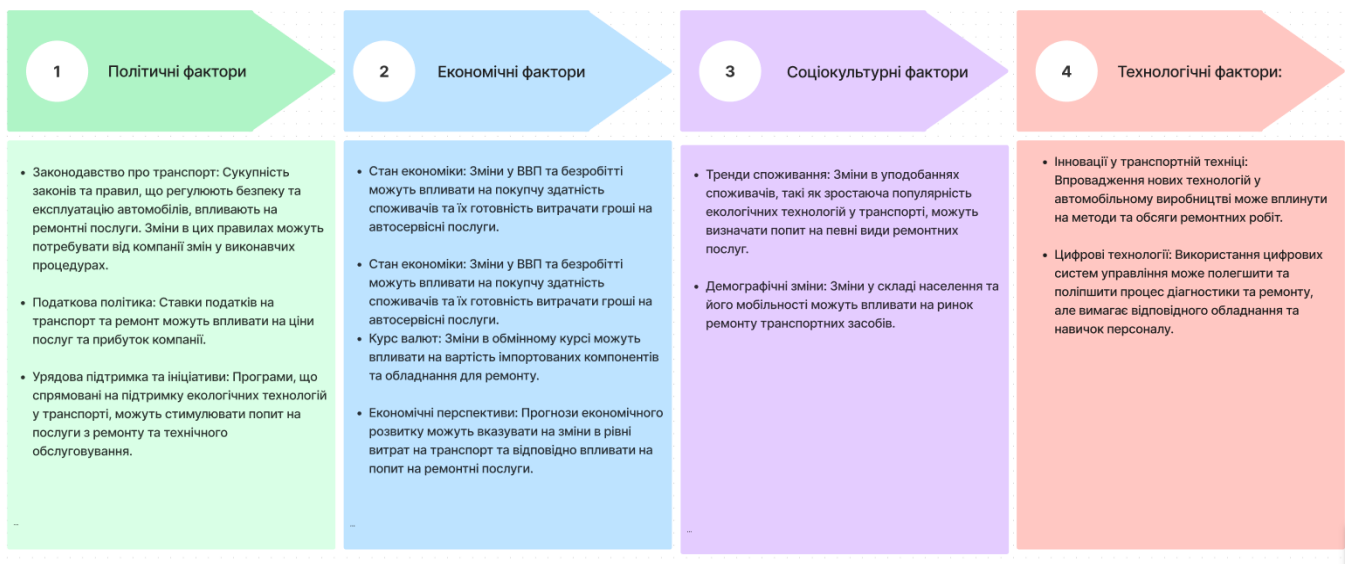 1
Політичні фактори
2
Економічні фактори
3
Соціокультурні фактори
4
Технологічні фактори:
• Законодавство про транспорт: Сукупність
законів та правил, що регулюють безпеку та
експлуатацію автомобілів, впливають на
ремонтні послуги. Зміни в цих правилах можуть
потребувати від компанії змін у виконавчих
процедурах.
• Податкова політика: Ставки податків на
транспорт та ремонт можуть впливати на ціни
послуг та прибуток компанії.
• Урядова підтримка та ініціативи: Програми, що
спрямовані на підтримку екологічних технологій
у транспорті, можуть стимулювати попит на
послуги з ремонту та технічного
обслуговування.
...
• Стан економіки: Зміни у ВВП та безробітті
можуть впливати на покупчу здатність
споживачів та їх готовність витрачати гроші на
автосервісні послуги.
• Стан економіки: Зміни у ВВП та безробітті
можуть впливати на покупчу здатність
споживачів та їх готовність витрачати гроші на
автосервісні послуги.
• Курс валют: Зміни в обмінному курсі можуть
впливати на вартість імпортованих компонентів
та обладнання для ремонту.
• Економічні перспективи: Прогнози економічного
розвитку можуть вказувати на зміни в рівні
витрат на транспорт та відповідно впливати на
попит на ремонтні послуги.
...
• Тренди споживання: Зміни в уподобаннях
споживачів, такі як зростаюча популярність
екологічних технологій у транспорті, можуть
визначати попит на певні види ремонтних
послуг.
• Демографічні зміни: Зміни у складі населення та
його мобільності можуть впливати на ринок
ремонту транспортних засобів.
...
• Інновації у транспортній техніці:
Впровадження нових технологій у
автомобільному виробництві може вплинути
на методи та обсяги ремонтних робіт.
• Цифрові технології: Використання цифрових
систем управління може полегшити та
поліпшити процес діагностики та ремонту,
але вимагає відповідного обладнання та
навичок персоналу.